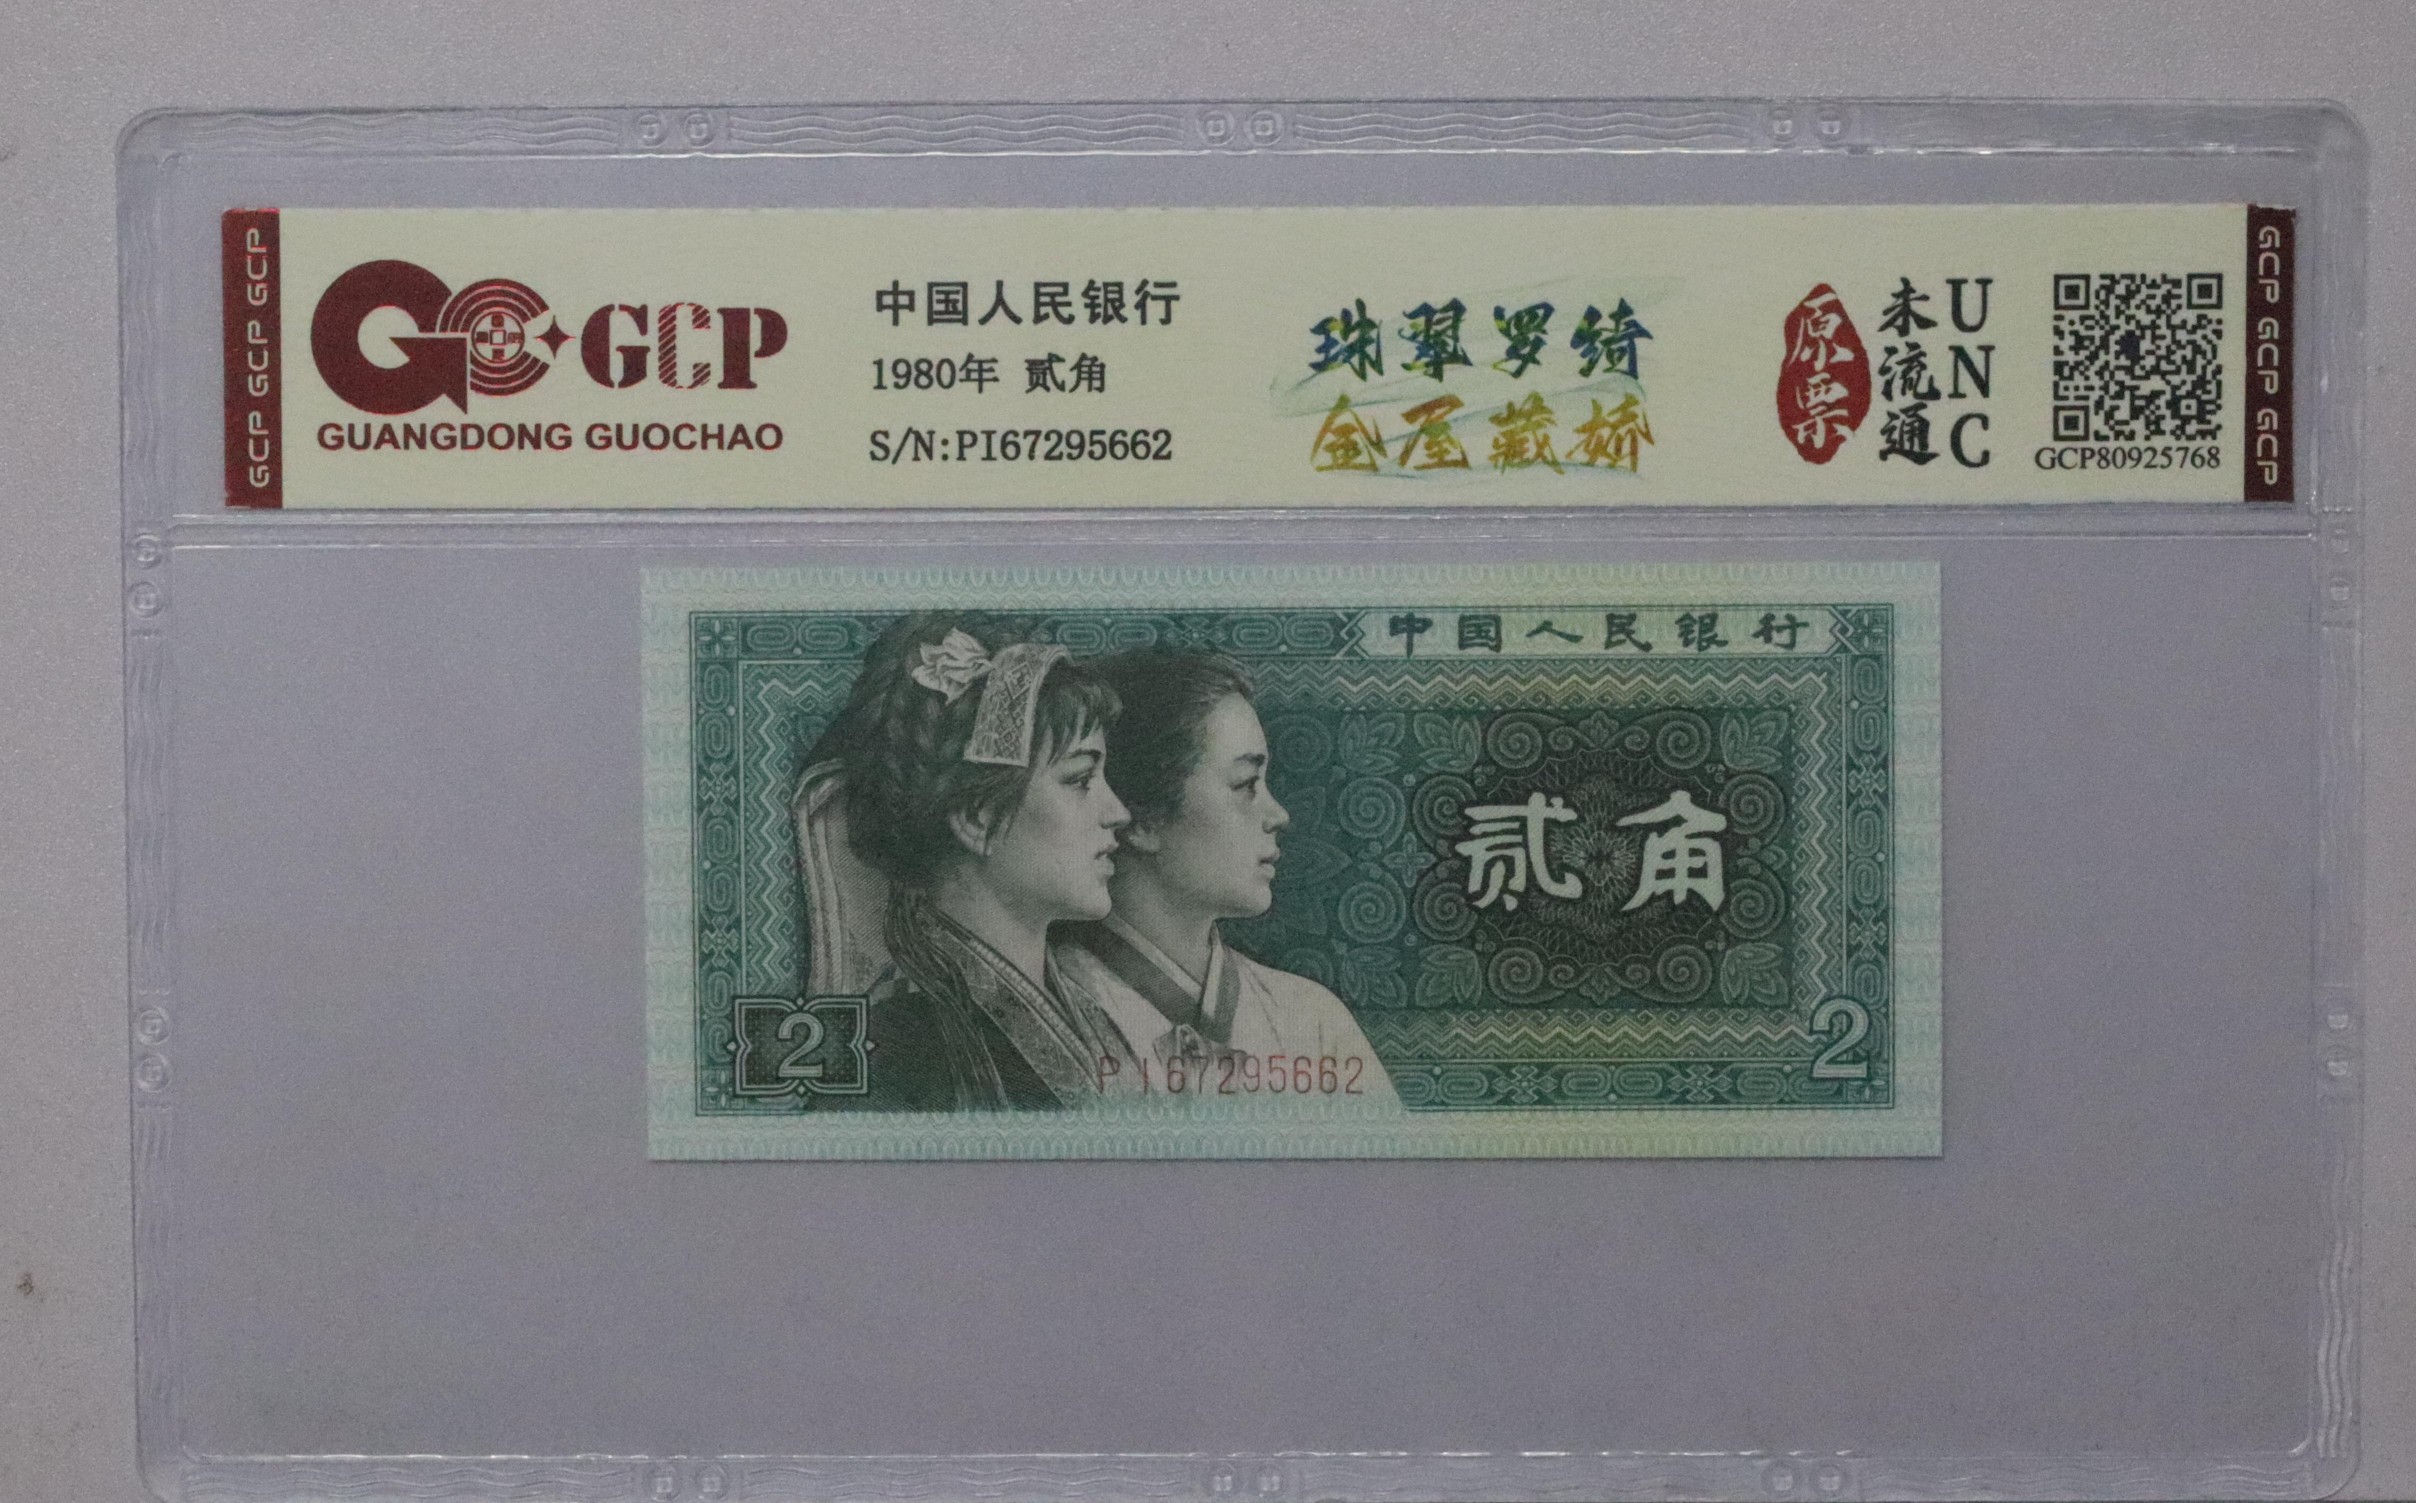 GCP GCP GCP
GCP
GUANGDONG GUOCHAO
中国人民银行
1980年 贰角
S/N:PI67295662
珠翠罗绮
金屋藏娇
原票
未流通
UNC
GCP80925768
GCP GCP GCP
中国人民银行
贰角
2
2
PI67295662